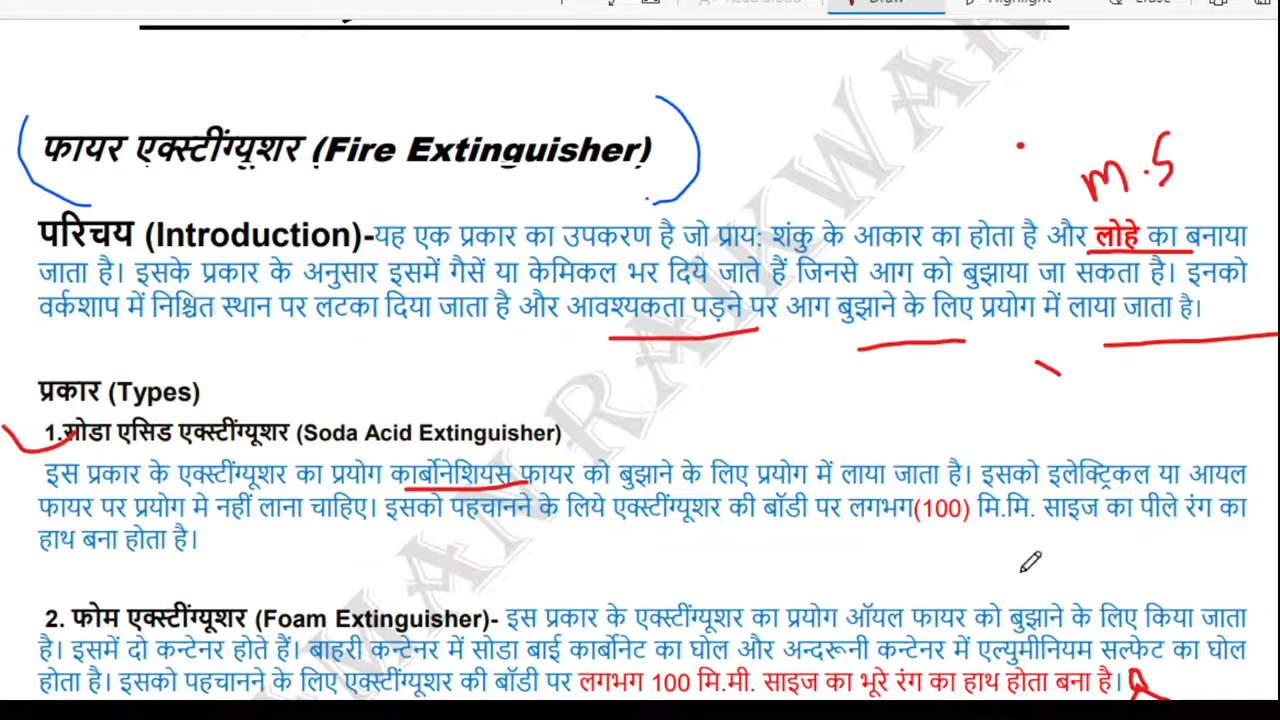 फायर एक्स्टींग्यूशर (Fire Extinguisher)
M.S
परिचय (Introduction)-यह एक प्रकार का उपकरण है जो प्राय: शंकु के आकार का होता है और लोहे का बनाया
जाता है। इसके प्रकार के अनुसार इसमें गैसें या केमिकल भर दिये जाते हैं जिनसे आग को बुझाया जा सकता है। इनको
वर्कशाप में निश्चित स्थान पर लटका दिया जाता है और आवश्यकता पड़ने पर आग बुझाने के लिए प्रयोग में लाया जाता है।
प्रकार (Types)
1.सोडा एसिड एक्स्टींग्यूशर (Soda Acid Extinguisher)
इस प्रकार के एक्स्टींग्यूशर का प्रयोग कार्बोनेशियस फायर को बुझाने के लिए प्रयोग में लाया जाता है। इसको इलेक्ट्रिकल या आयल
फायर पर प्रयोग मे नहीं लाना चाहिए। इसको पहचानने के लिये एक्स्टींग्यूशर की बॉडी पर लगभग(100) मि.मि. साइज का पीले रंग का
हाथ बना होता है।
2. फोम एक्स्टींग्यूशर (Foam Extinguisher)- इस प्रकार के एक्स्टींग्यूशर का प्रयोग ऑयल फायर को बुझाने के लिए किया जाता
है। इसमें दो कन्टेनर होते हैं। बाहरी कन्टेनर में सोडा बाई कार्बोनेट का घोल और अन्दरूनी कन्टेनर में एल्युमीनियम सल्फेट का घोल
होता है। इसको पहचानने के लिए एक्स्टींग्यूशर की बॉडी पर लगभग 100 मि.मी. साइज का भूरे रंग का हाथ होता बना है।